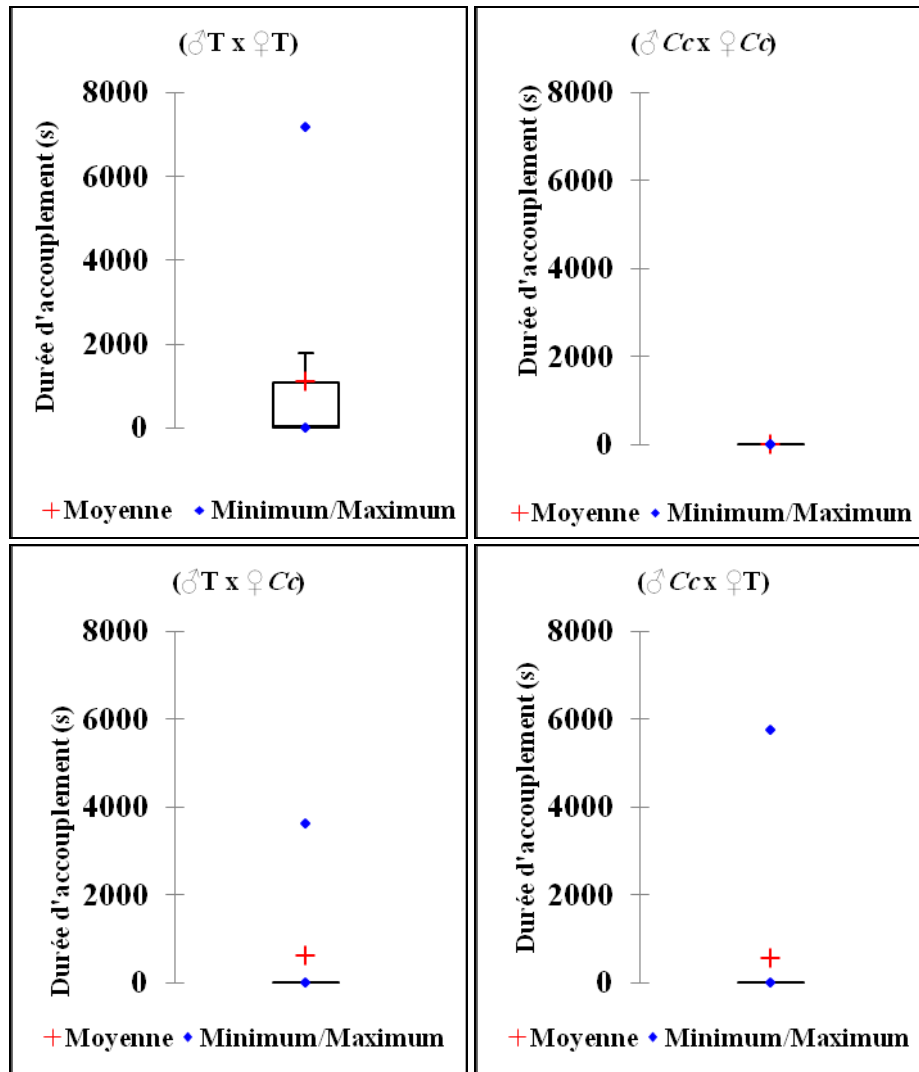 (♂T x ♀T)
Durée d'accouplement (s)
8000
6000
4000
2000
0
+Moyenne ◆Minimum/Maximum
(♂Cc x ♀Cc)
Durée d'accouplement (s)
8000
6000
4000
2000
0
+Moyenne ◆Minimum/Maximum
(♂T x ♀Cc)
Durée d'accouplement (s)
8000
6000
4000
2000
0
+Moyenne ◆Minimum/Maximum
(♂Cc x ♀T)
Durée d'accouplement (s)
8000
6000
4000
2000
0
+Moyenne ◆Minimum/Maximum